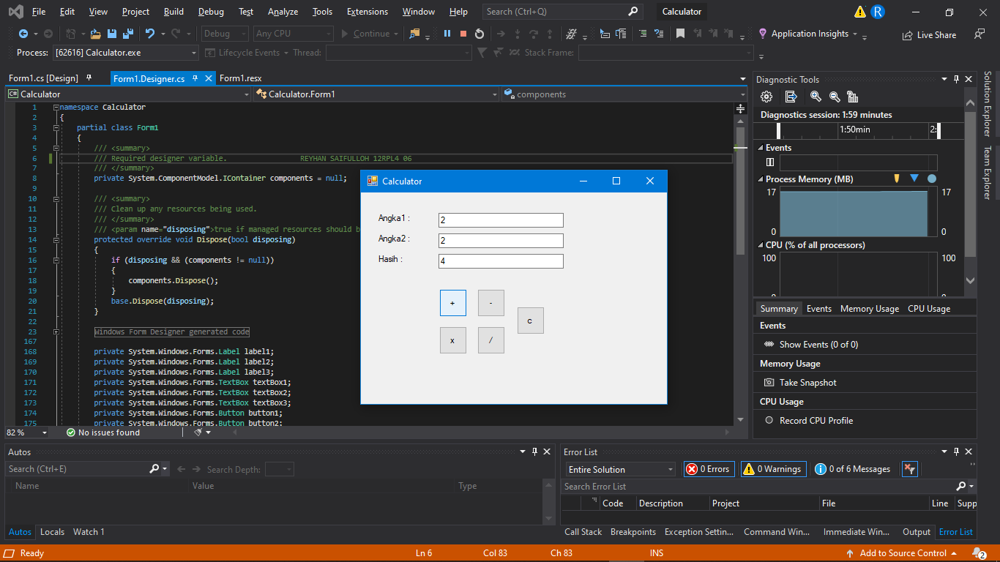 File Edit View Project Build Debug Test Analyze Tools Extensions Window Help Search (Ctrl+Q) Calculator R
Debug Any CPU Continue Application Insights Live Share
Process: [62616] Calculator.exe Lifecycle Events Thread: Stack Frame:
Form1.cs [Design] Form1.Designer.cs Form1.resx
C# Calculator Calculator.Form1 components
1 namespace Calculator
2 {
3 partial class Form1
4 {
5 /// <summary>
6 /// Required designer variable. REYHAN SAIFULLOH 12RPL4 06
7 /// </summary>
8 private System.ComponentModel.IContainer components = null;
9
10 /// <summary>
11 /// Clean up any resources being used.
12 /// </summary>
13 /// <param name="disposing">true if managed resources should b
14 protected override void Dispose(bool disposing)
15 {
16 if (disposing && (components != null))
17 {
18 components.Dispose();
19 }
20 base.Dispose(disposing);
21 }
22
23 Windows Form Designer generated code
167
168 private System.Windows.Forms.Label label1;
169 private System.Windows.Forms.Label label2;
170 private System.Windows.Forms.Label label3;
171 private System.Windows.Forms.TextBox textBox1;
172 private System.Windows.Forms.TextBox textBox2;
173 private System.Windows.Forms.TextBox textBox3;
174 private System.Windows.Forms.Button button1;
175 private System.Windows.Forms.Button button2;
82 % No issues found
Calculator
Angka1 : 2
Angka2 : 2
Hasih : 4
+ -
c
x /
Diagnostic Tools
Diagnostics session: 1:59 minutes
1:50min 2:
Events
Process Memory (MB)
17 17
0 0
CPU (% of all processors)
100 100
0 0
Summary Events Memory Usage CPU Usage
Events
Show Events (0 of 0)
Memory Usage
Take Snapshot
CPU Usage
Record CPU Profile
Solution Explorer
Team Explorer
Autos
Search (Ctrl+E) Search Depth:
Name Value Type
Autos Locals Watch 1
Error List
Entire Solution 0 Errors 0 Warnings 0 of 6 Messages
Search Error List
Code Description Project File Line Supp
Call Stack Breakpoints Exception Settin... Command Win... Immediate Win... Output Error List
Ready Ln 6 Col 83 Ch 83 INS Add to Source Control 2